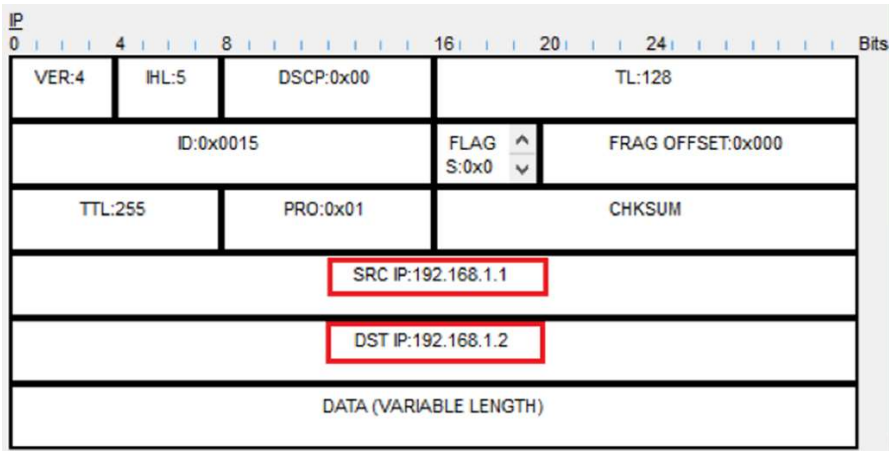 IP
0 4 8 16 20 24 Bits
VER:4 IHL:5 DSCP:0x00 TL:128
ID:0x0015 FLAG S:0x0 FRAG OFFSET:0x000
TTL:255 PRO:0x01 CHKSUM
SRC IP:192.168.1.1
DST IP:192.168.1.2
DATA (VARIABLE LENGTH)